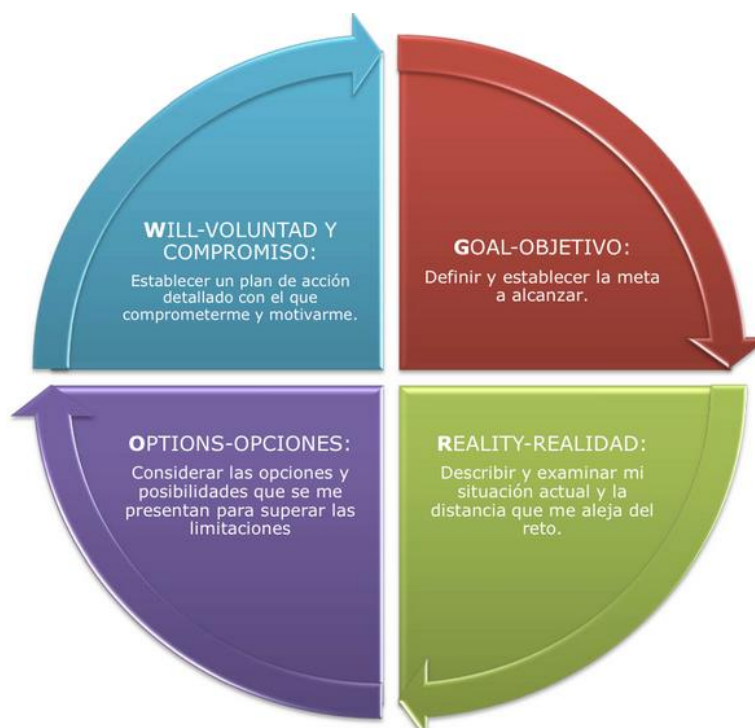 WILL-VOLUNTAD Y
COMPROMISO:
Establecer un plan de acción
detallado con el que
comprometerme y motivarme.
GOAL-OBJETIVO:
Definir y establecer la meta
a alcanzar.
OPTIONS-OPCIONES:
Considerar las opciones y
posibilidades que se me
presentan para superar las
limitaciones
REALITY-REALIDAD:
Describir y examinar mi
situación actual y la
distancia que me aleja del
reto.